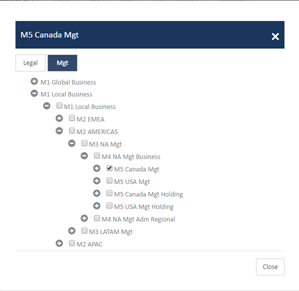 M5 Canada Mgt
Legal Mgt
M1 Global Business
M1 Local Business
M1 Local Business
M2 EMEA
M2 AMERICAS
M3 NA Mgt
M4 NA Mgt Business
M5 Canada Mgt
M5 USA Mgt
M5 Canada Mgt Holding
M5 USA Mgt Holding
M4 NA Mgt Adm Regional
M3 LATAM Mgt
M2 APAC
Close